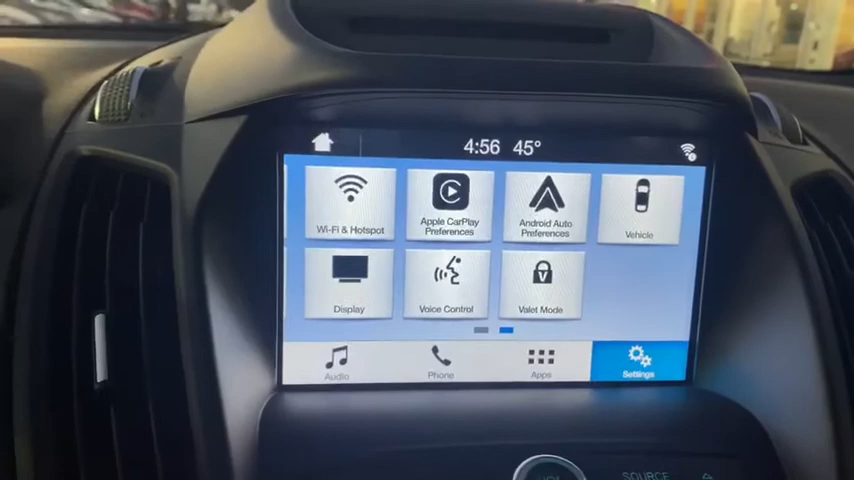 4:56 45°
Wi-Fi & Hotspot
Apple CarPlay
Preferences
Android Auto
Preferences
Vehicle
Display
Voice Control
V
Valet Mode
Audio
Phone
Apps
Settings
VOL
SOURCE